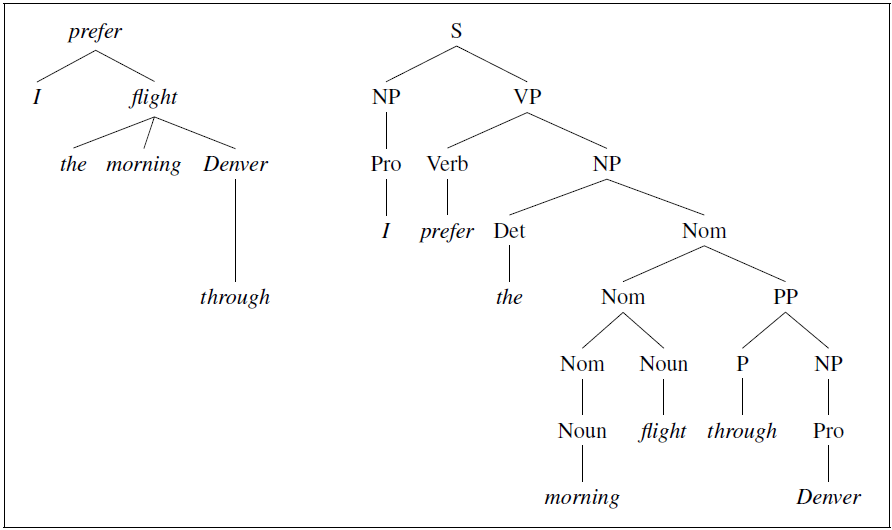 prefer S
I flight NP VP
the morning Denver Pro Verb NP
I prefer Det Nom
through the Nom PP
Nom Noun P NP
Noun flight through Pro
morning Denver